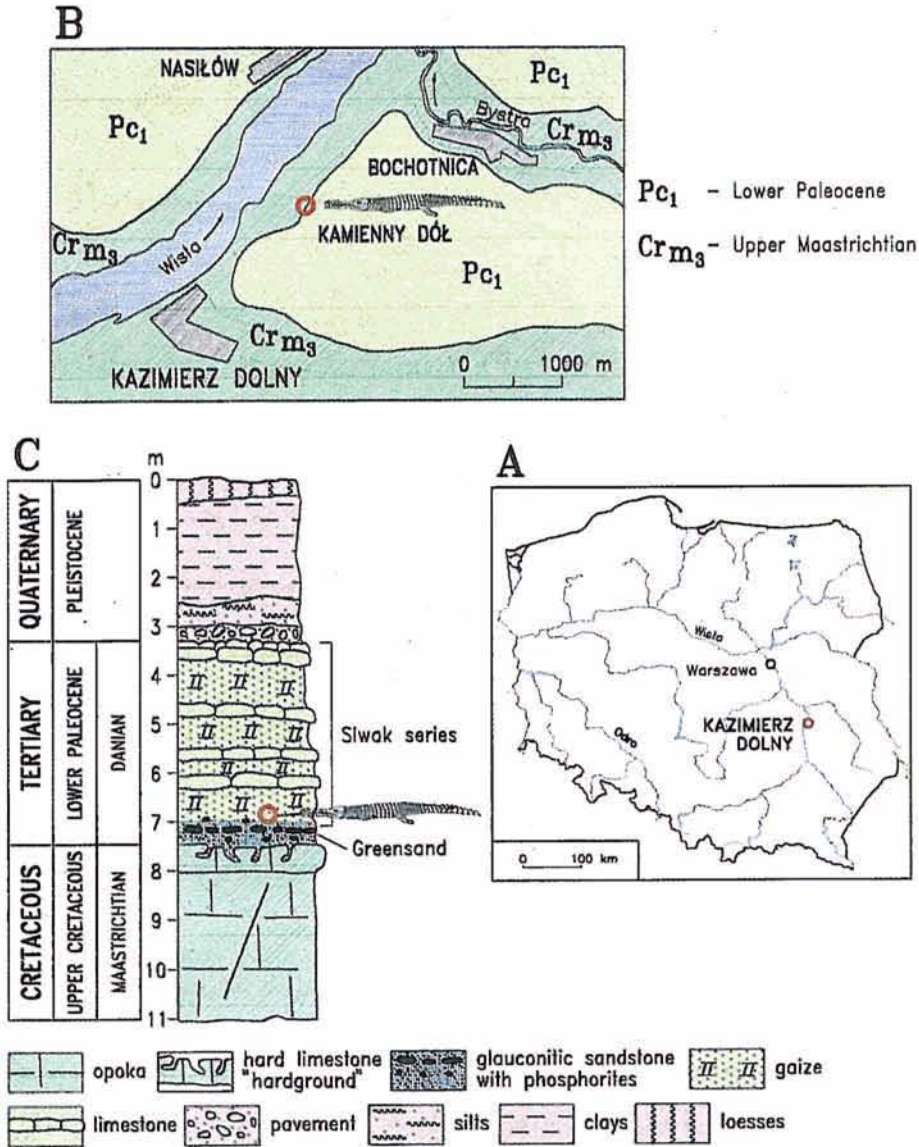 B
NASIŁÓW
Pc₁
Pc₁
Bystra
Crm₃
BOCHOTNICA
KAMIENNY DÓŁ
Pc₁
Crm₃
Wisła
Crm₃
KAZIMIERZ DOLNY
0 1000 m
Pc₁ – Lower Paleocene
Crm₃ – Upper Maastrichtian
C
m
0
1
2
3
4
5
6
7
8
9
10
11
QUATERNARY
PLEISTOCENE
TERTIARY
LOWER PALEOCENE
DANIAN
CRETACEOUS
UPPER CRETACEOUS
MAASTRICHTIAN
Siwak series
Greensand
A
Wisła
Warszawa
KAZIMIERZ
DOLNY
Odra
0 100 km
opoka
hard limestone
"hardground"
glauconitic sandstone
with phosphorites
gaize
limestone
pavement
silts
clays
loesses